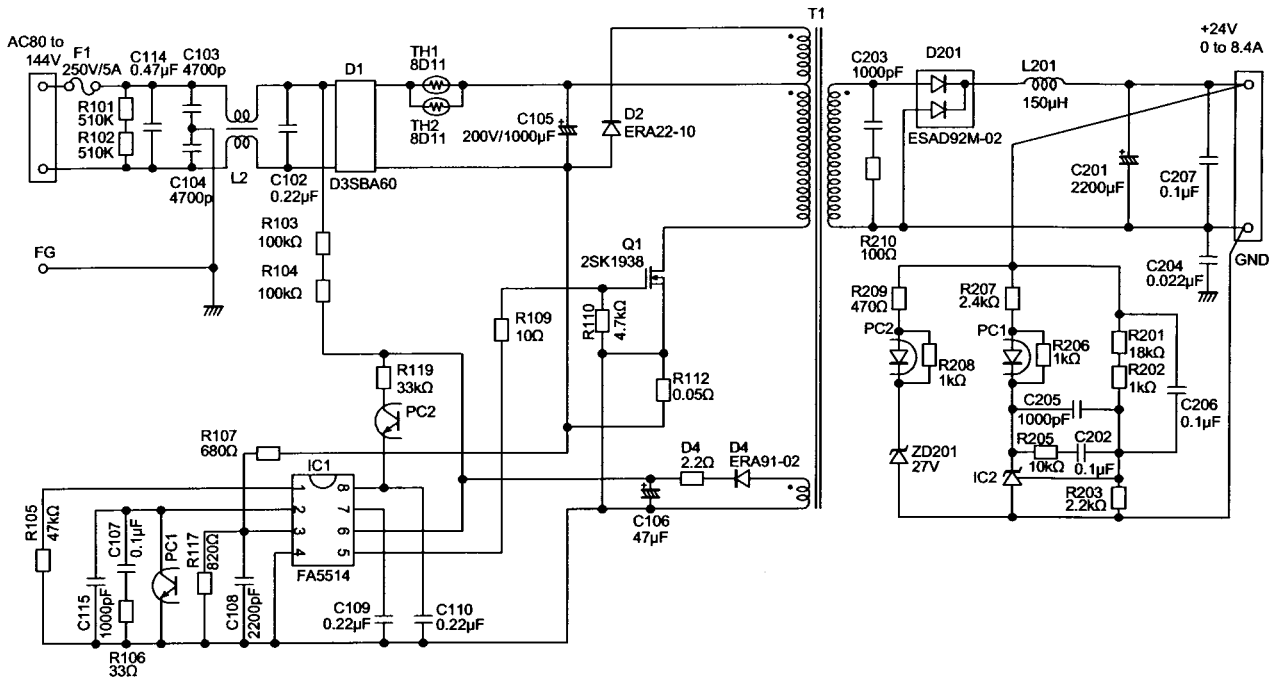 T1
AC80 to
144V
F1
250V/5A
C114
0.47µF
C103
4700p
R101
510K
R102
510K
C104
4700p
L2
C102
0.22µF
D1
D3SBA60
TH1
8D11
TH2
8D11
C105
200V/1000µF
D2
ERA22-10
C203
1000pF
D201
ESAD92M-02
L201
150µH
+24V
0 to 8.4A
C201
2200µF
C207
0.1µF
R210
100Ω
C204
0.022µF
GND
FG
R103
100kΩ
R104
100kΩ
Q1
2SK1938
R109
10Ω
R110
4.7kΩ
R112
0.05Ω
R119
33kΩ
PC2
R107
680Ω
IC1
1
2
3
4
8
7
6
5
FA5514
R105
47kΩ
C107
0.1µF
C115
1000pF
R106
33Ω
PC1
R117
820Ω
C108
2200pF
C109
0.22µF
C110
0.22µF
C106
47µF
D4
2.2Ω
D4
ERA91-02
R209
470Ω
PC2
R208
1kΩ
ZD201
27V
R207
2.4kΩ
PC1
R206
1kΩ
C205
1000pF
R205
10kΩ
C202
0.1µF
IC2
R201
18kΩ
R202
1kΩ
C206
0.1µF
R203
2.2kΩ